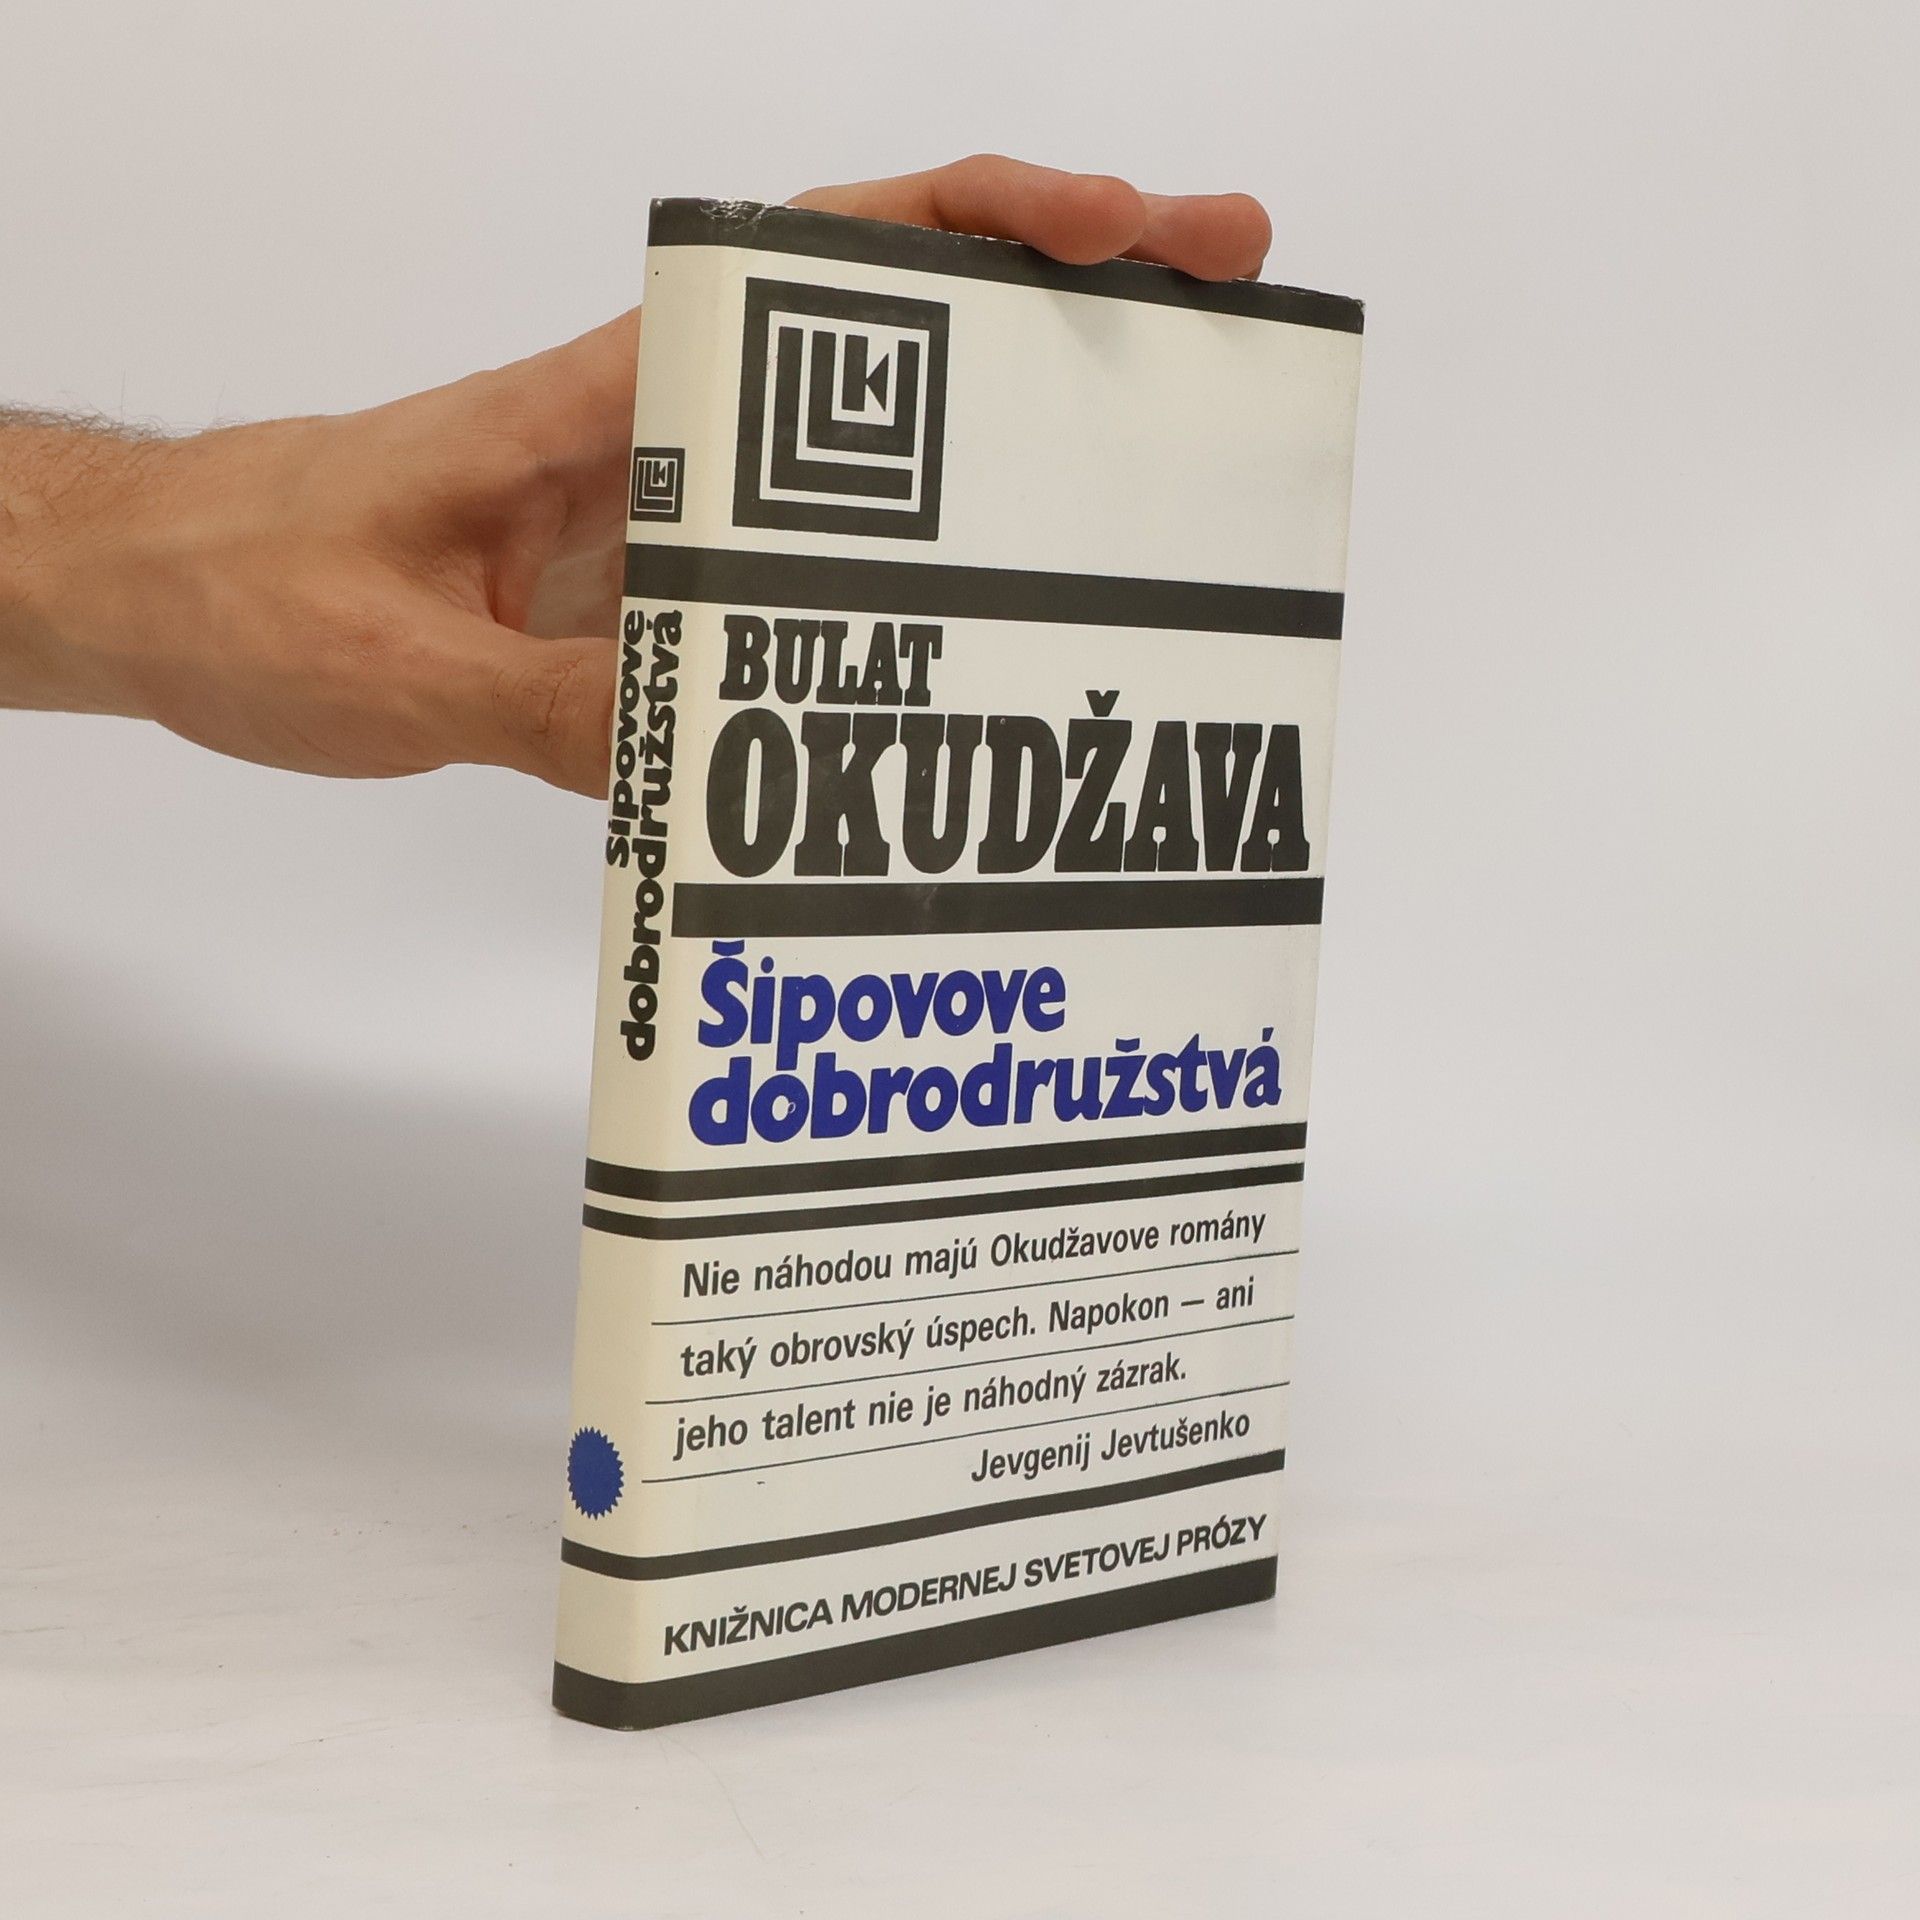 Šipovove
dobrodružstvá
K
BULAT
OKUDŽAVA
Šipovove
dobrodružstvá
Nie náhodou majú Okudžavove romány
taký obrovský úspech. Napokon — ani
jeho talent nie je náhodný zázrak.
Jevgenij Jevtušenko
KNIŽNICA MODERNEJ SVETOVEJ PRÓZY